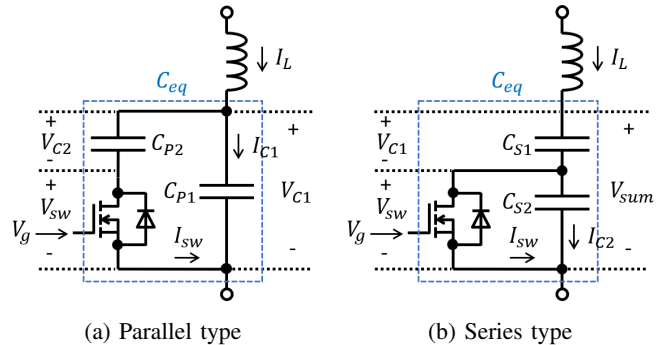 I_L
C_eq
+
+
V_C2
C_P2
I_C1
-
+
V_sw
C_P1
V_C1
V_g
I_sw
-
-
(a) Parallel type
I_L
C_eq
+
+
V_C1
C_S1
-
+
V_sw
C_S2
V_sum
V_g
I_sw
I_C2
-
-
(b) Series type